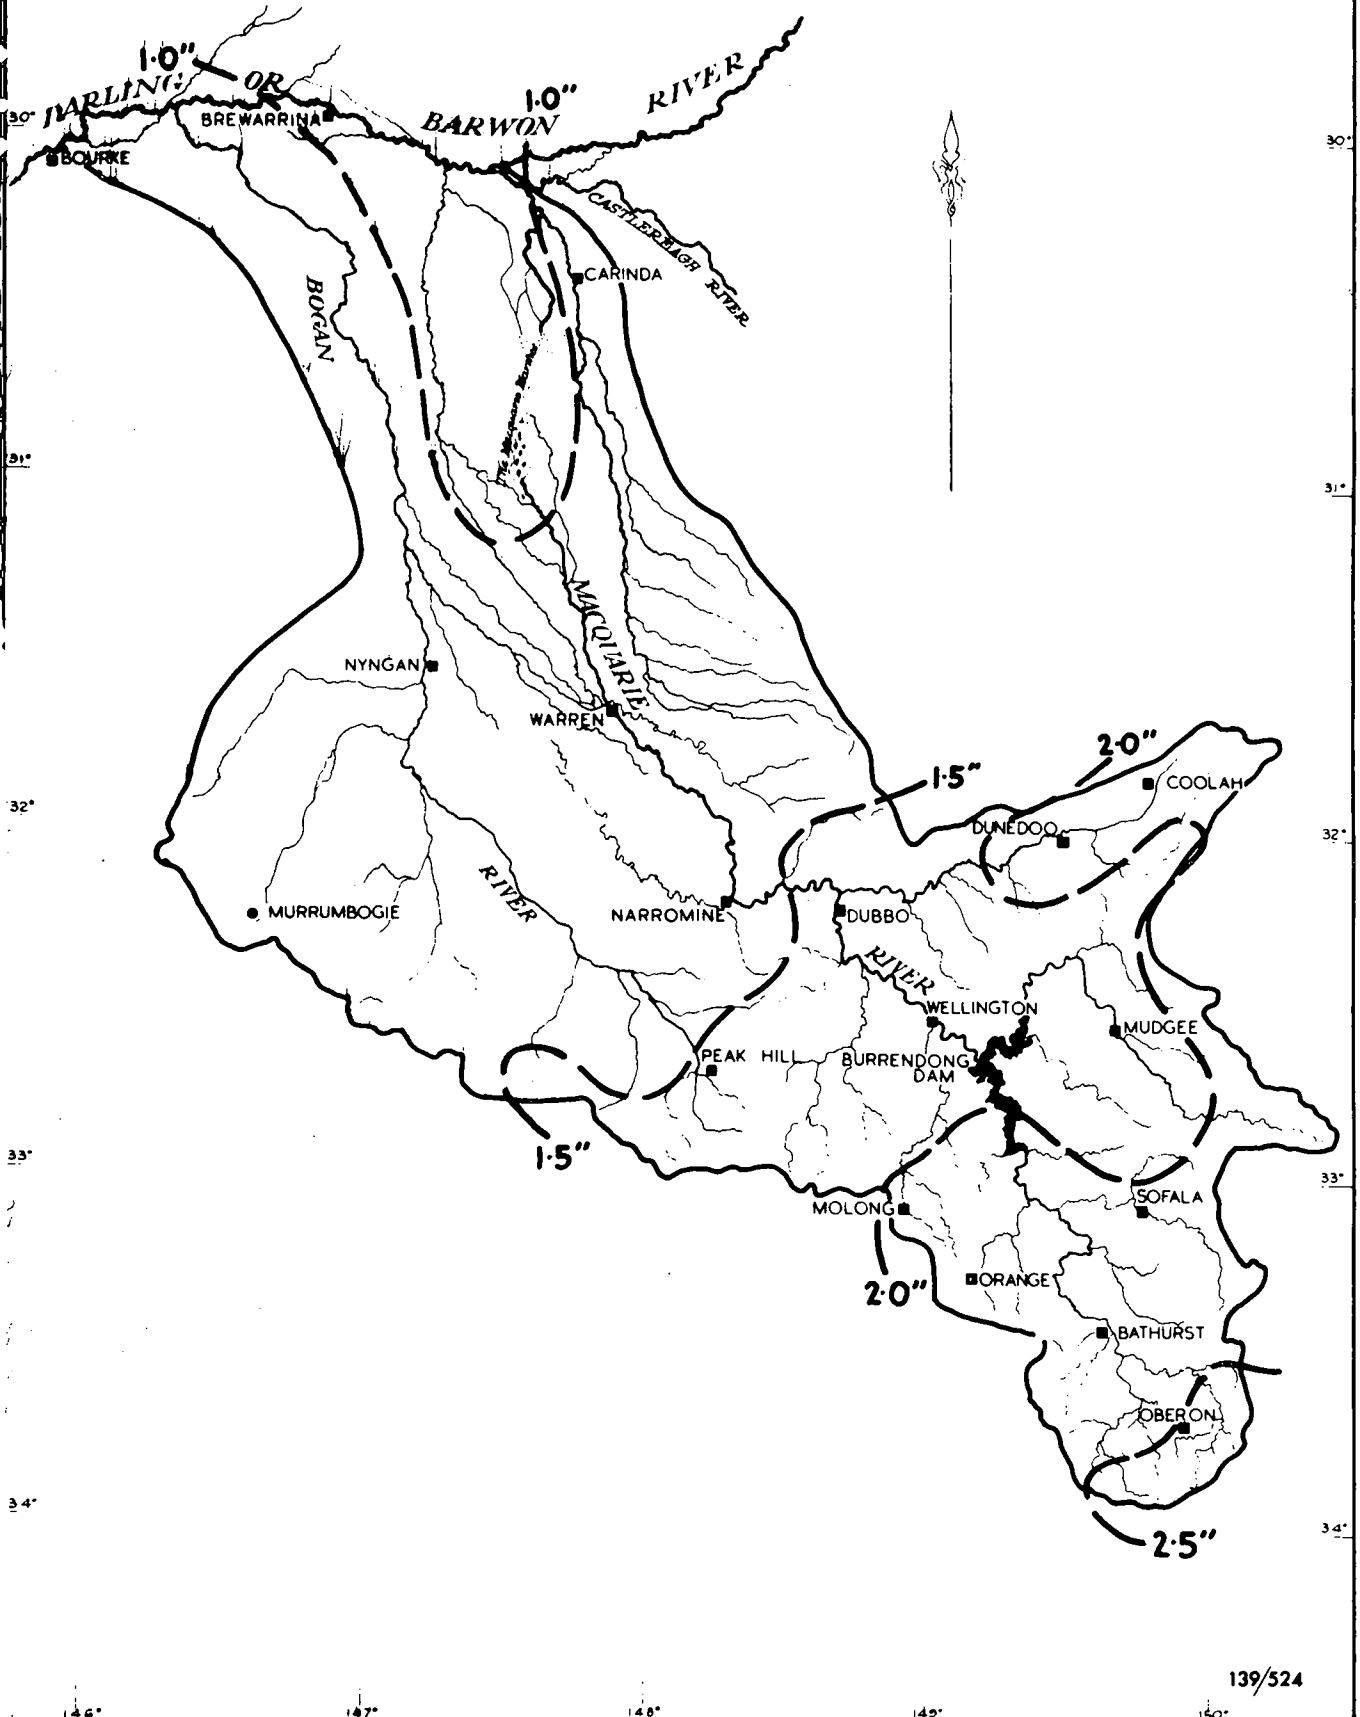 1·0"
DARLING OR
BARWON
RIVER
1·0"
30°
30°
BREWARRINA
BOURKE
CASTLEREAGH RIVER
CARINDA
BOGAN
31°
31°
MACQUARIE
NYNGAN
WARREN
2·0"
1·5"
COOLAH
32°
32°
DUNEDOO
RIVER
MURRUMBOGIE
NARROMINE
DUBBO
RIVER
WELLINGTON
MUDGEE
PEAK HILL
BURRENDONG
DAM
1·5"
33°
33°
MOLONG
SOFALA
2·0"
ORANGE
BATHURST
OBERON
34°
34°
2·5"
139/524
146°
147°
148°
149°
150°